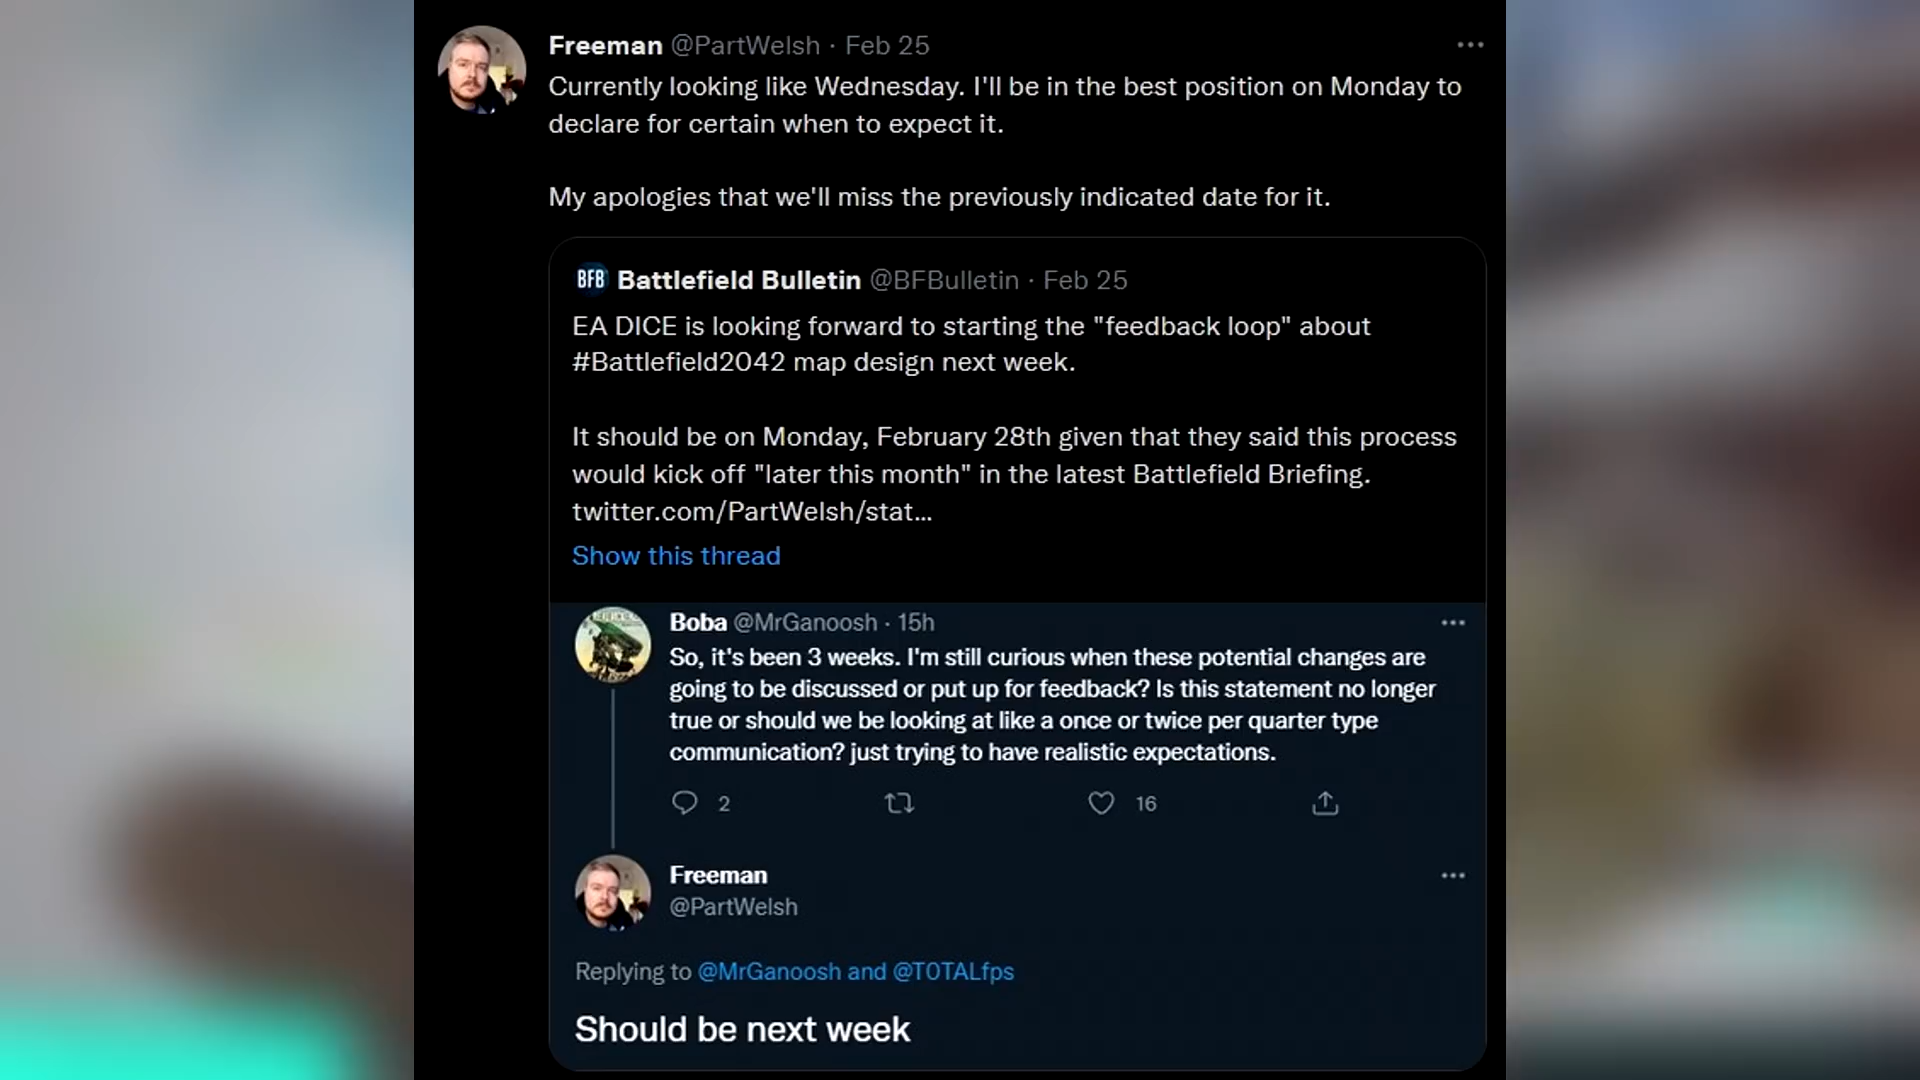 Freeman @PartWelsh · Feb 25
Currently looking like Wednesday. I'll be in the best position on Monday to
declare for certain when to expect it.
My apologies that we'll miss the previously indicated date for it.
BFB Battlefield Bulletin @BFBulletin · Feb 25
EA DICE is looking forward to starting the "feedback loop" about
#Battlefield2042 map design next week.
It should be on Monday, February 28th given that they said this process
would kick off "later this month" in the latest Battlefield Briefing.
twitter.com/PartWelsh/stat…
Show this thread
Boba @MrGanoosh · 15h
So, it's been 3 weeks. I'm still curious when these potential changes are
going to be discussed or put up for feedback? Is this statement no longer
true or should we be looking at like a once or twice per quarter type
communication? just trying to have realistic expectations.
2 16
Freeman
@PartWelsh
Replying to @MrGanoosh and @T0TALfps
Should be next week